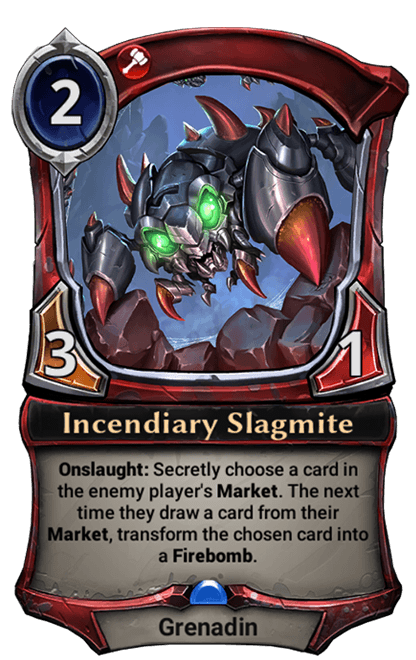 2
3
1
Incendiary Slagmite
Onslaught: Secretly choose a card in
the enemy player's Market. The next
time they draw a card from their
Market, transform the chosen card into
a Firebomb.
Grenadin